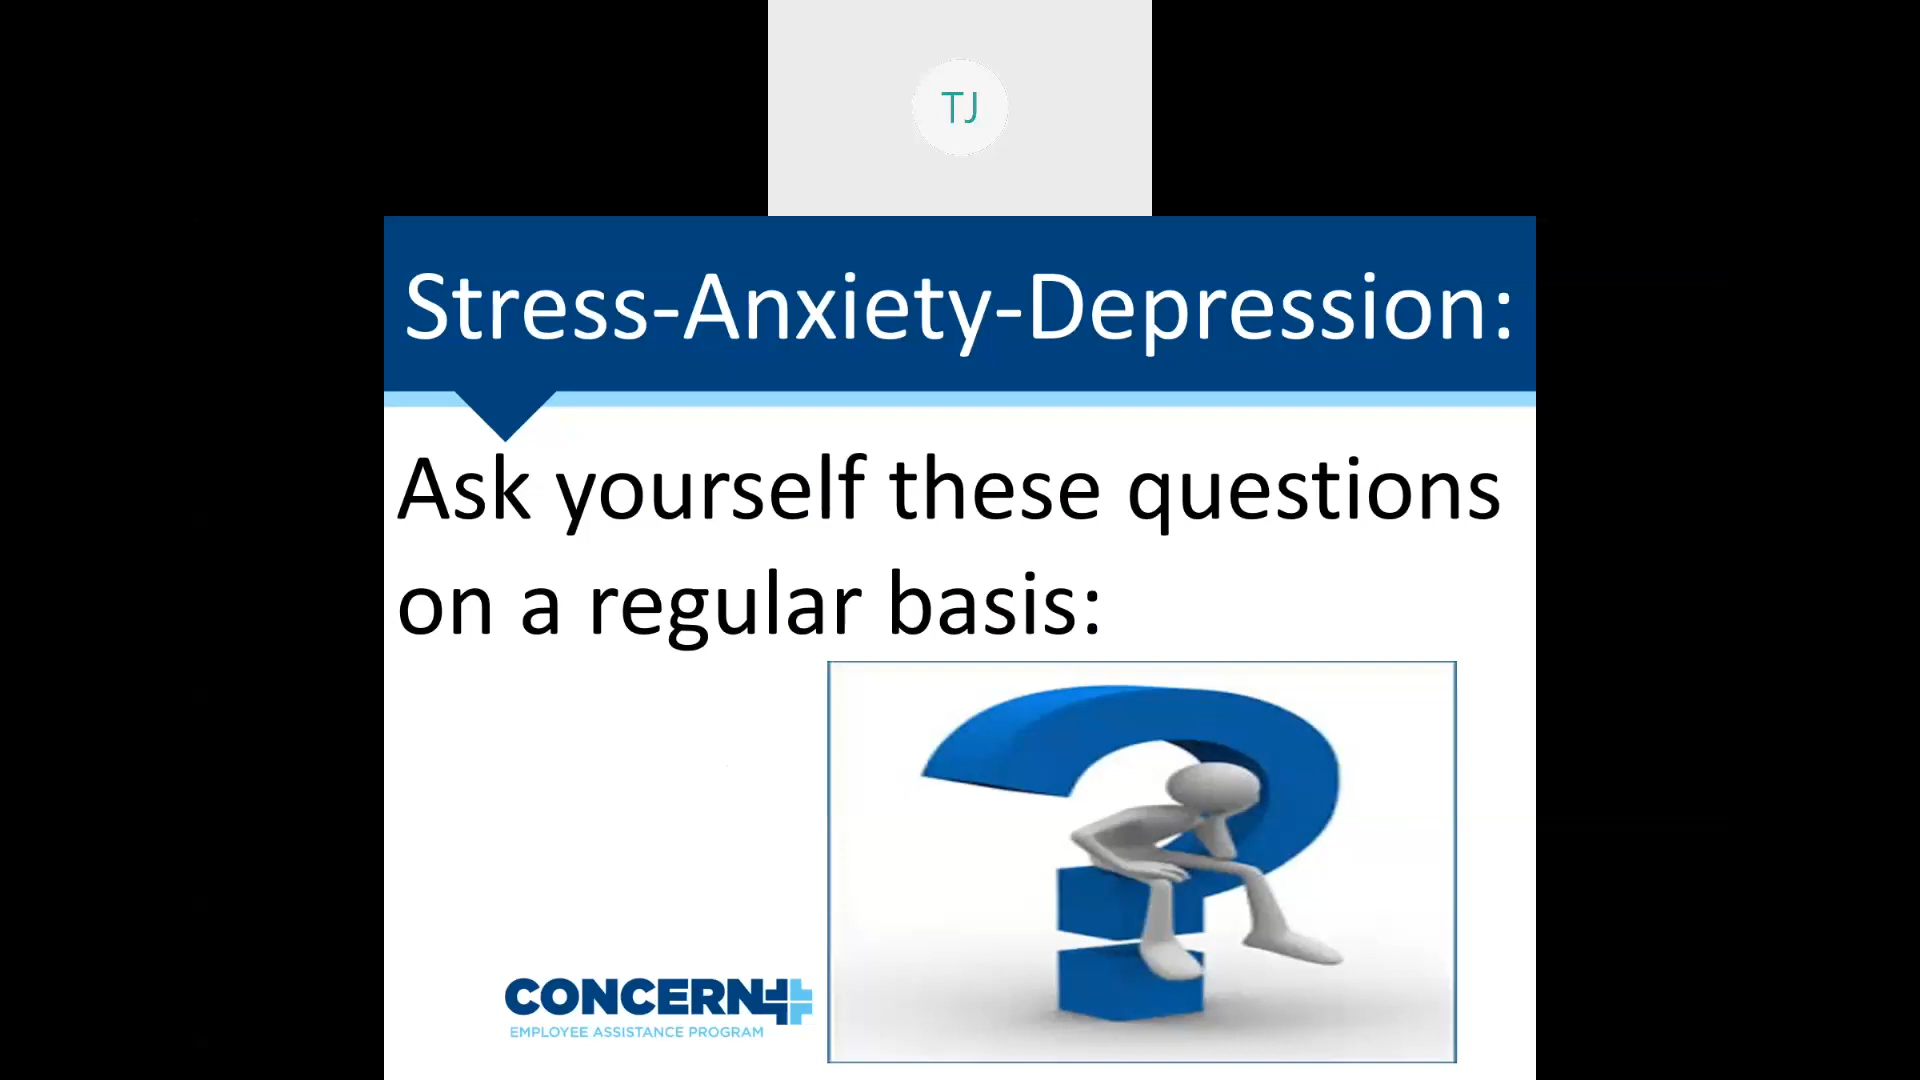 TJ
Stress-Anxiety-Depression:
Ask yourself these questions
on a regular basis:
CONCERN
EMPLOYEE ASSISTANCE PROGRAM